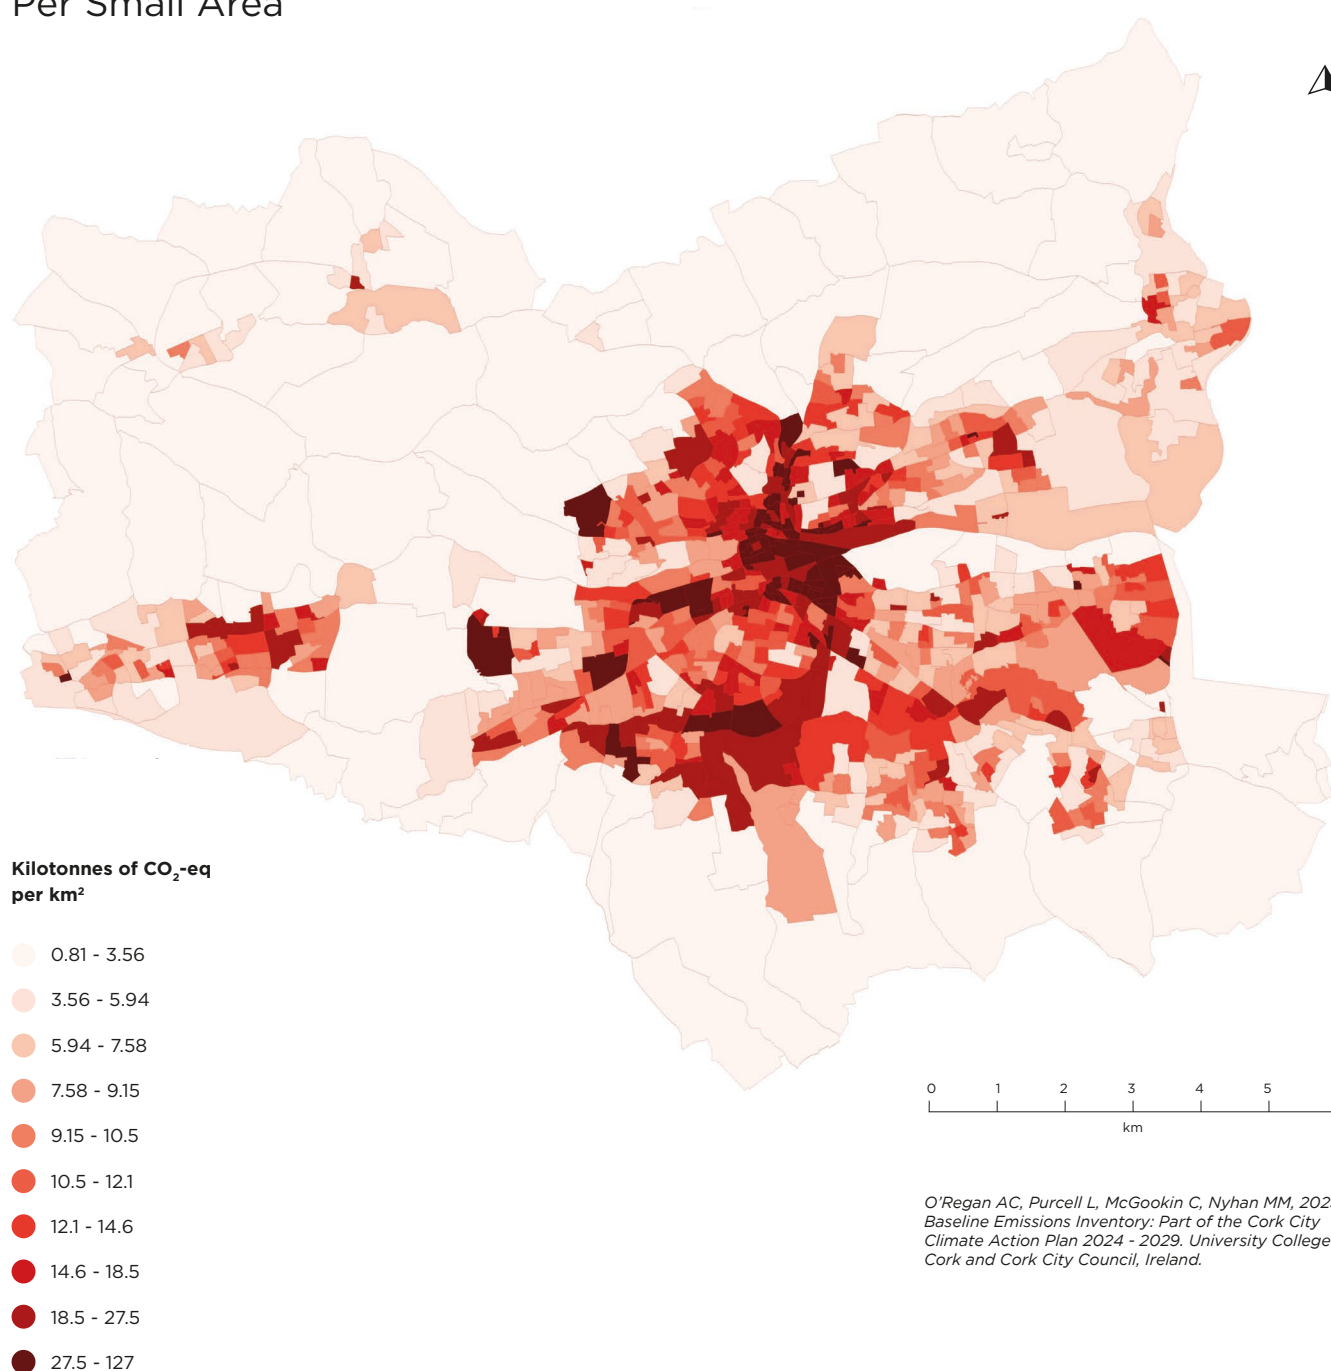 Per Small Area
Kilotonnes of CO₂-eq
per km²
0.81 - 3.56
3.56 - 5.94
5.94 - 7.58
7.58 - 9.15
9.15 - 10.5
10.5 - 12.1
12.1 - 14.6
14.6 - 18.5
18.5 - 27.5
27.5 - 127
0 1 2 3 4 5
km
O'Regan AC, Purcell L, McGookin C, Nyhan MM,
Baseline Emissions Inventory: Part of the Cork City
Climate Action Plan 2024 - 2029. University College
Cork and Cork City Council, Ireland.